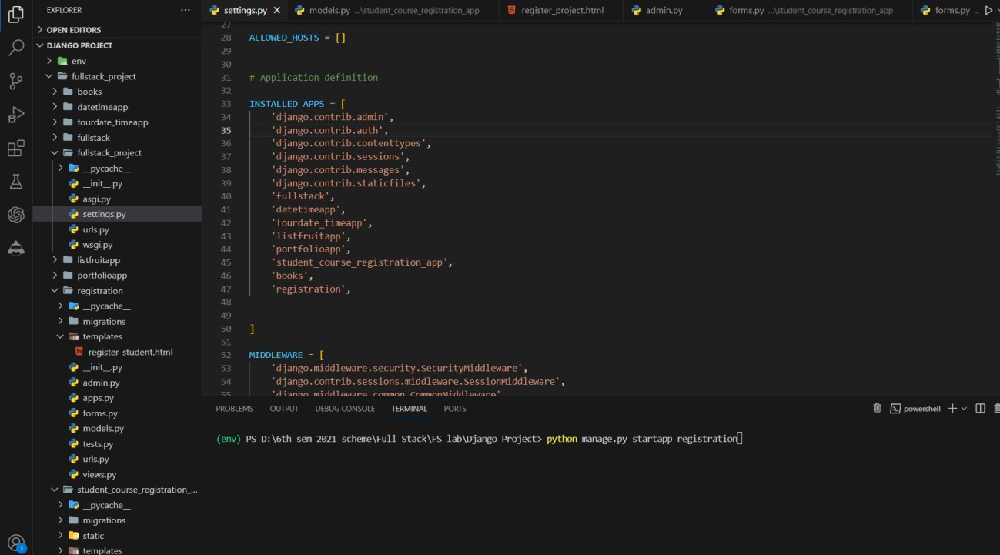 EXPLORER
OPEN EDITORS
DJANGO PROJECT
env
fullstack_project
books
datetimeapp
fourdate_timeapp
fullstack
fullstack_project
__pycache__
__init__.py
asgi.py
settings.py
urls.py
wsgi.py
listfruitapp
portfolioapp
registration
__pycache__
migrations
templates
register_student.html
__init__.py
admin.py
apps.py
forms.py
models.py
tests.py
urls.py
views.py
student_course_registration_...
__pycache__
migrations
static
templates
1
settings.py models.py ...\student_course_registration_app register_project.html admin.py forms.py ...\student_course_registration_app forms.py ..
27
28 ALLOWED_HOSTS = []
29
30
31 # Application definition
32
33 INSTALLED_APPS = [
34 'django.contrib.admin',
35 'django.contrib.auth',
36 'django.contrib.contenttypes',
37 'django.contrib.sessions',
38 'django.contrib.messages',
39 'django.contrib.staticfiles',
40 'fullstack',
41 'datetimeapp',
42 'fourdate_timeapp',
43 'listfruitapp',
44 'portfolioapp',
45 'student_course_registration_app',
46 'books',
47 'registration',
48
49
50 ]
51
52 MIDDLEWARE = [
53 'django.middleware.security.SecurityMiddleware',
54 'django.contrib.sessions.middleware.SessionMiddleware',
55 'django.middleware.common.CommonMiddleware'
PROBLEMS OUTPUT DEBUG CONSOLE TERMINAL PORTS powershell
(env) PS D:\6th sem 2021 scheme\Full Stack\FS lab\Django Project> python manage.py startapp registration